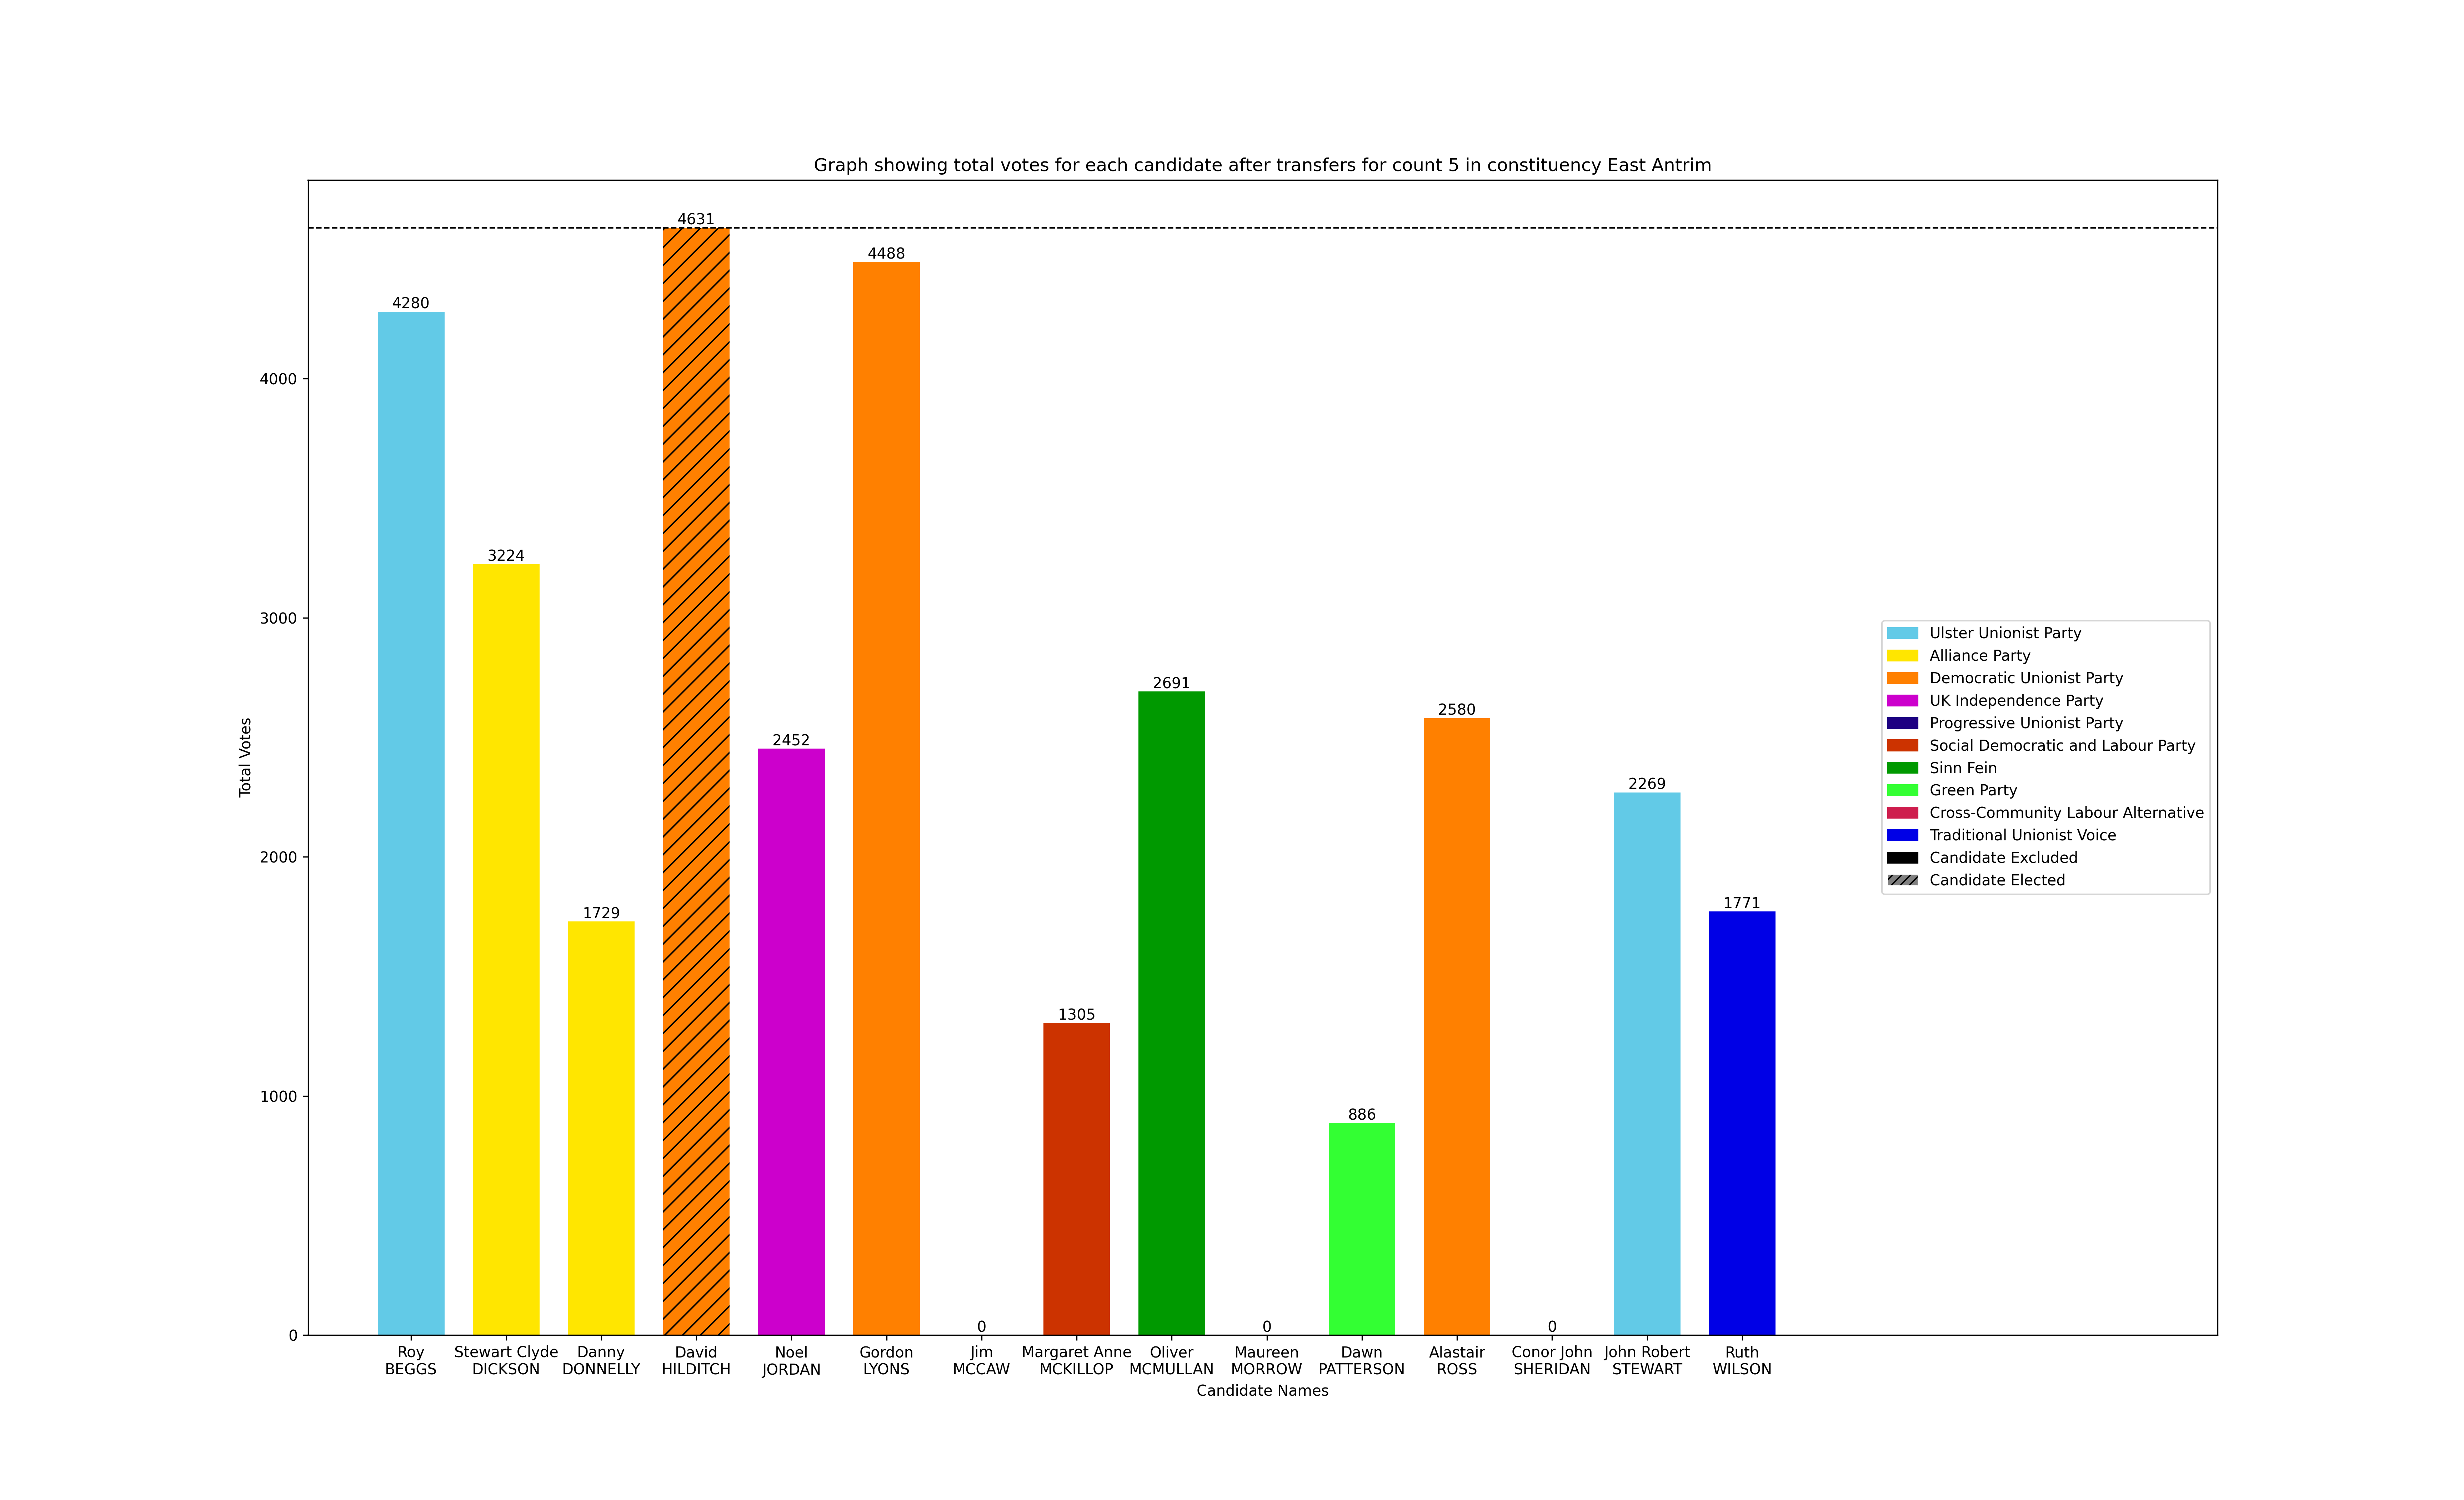 Graph showing total votes for each candidate after transfers for count 5 in constituency East Antrim
Total Votes
4000
3000
2000
1000
0
4280
3224
1729
4631
2452
4488
0
1305
2691
0
886
2580
0
2269
1771
Roy
BEGGS
Stewart Clyde
DICKSON
Danny
DONNELLY
David
HILDITCH
Noel
JORDAN
Gordon
LYONS
Jim
MCCAW
Margaret Anne
MCKILLOP
Oliver
MCMULLAN
Maureen
MORROW
Dawn
PATTERSON
Alastair
ROSS
Conor John
SHERIDAN
John Robert
STEWART
Ruth
WILSON
Candidate Names
Ulster Unionist Party
Alliance Party
Democratic Unionist Party
UK Independence Party
Progressive Unionist Party
Social Democratic and Labour Party
Sinn Fein
Green Party
Cross-Community Labour Alternative
Traditional Unionist Voice
Candidate Excluded
Candidate Elected